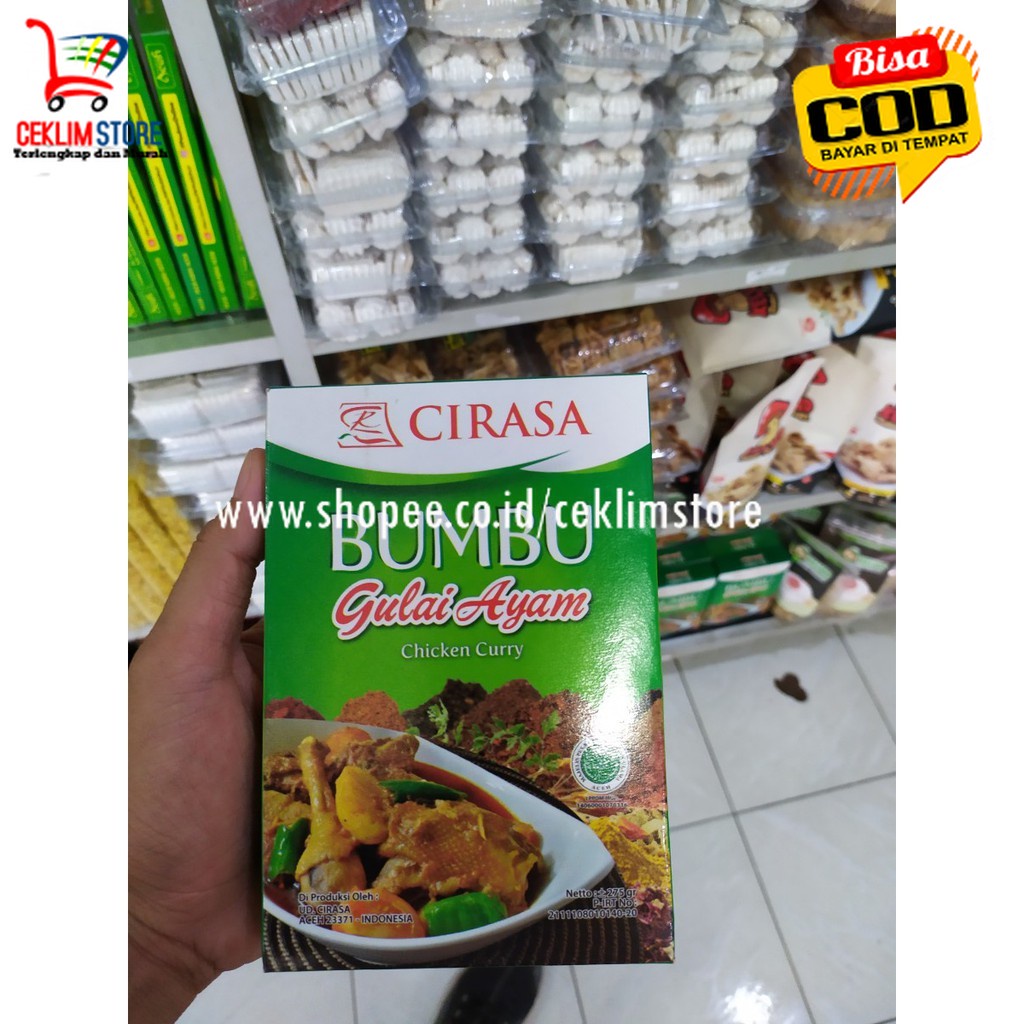 CEKLIM STORE
Terlengkap dan Murah
Bisa
COD
BAYAR DI TEMPAT
CIRASA
www.shopee.co.id/ceklimstore
BUMBU
Gulai Ayam
Chicken Curry
ACEH
Di Produksi Oleh :
UD. CIRASA
ACEH 23371 - INDONESIA
Netto : ± 275 gr
P-IRT NO.
2111108010140-20